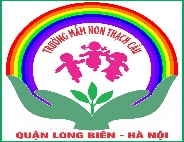 TRƯỜNG MẦM NON THẠCH CẦU
QUẬN LONG BIÊN - HÀ NỘI